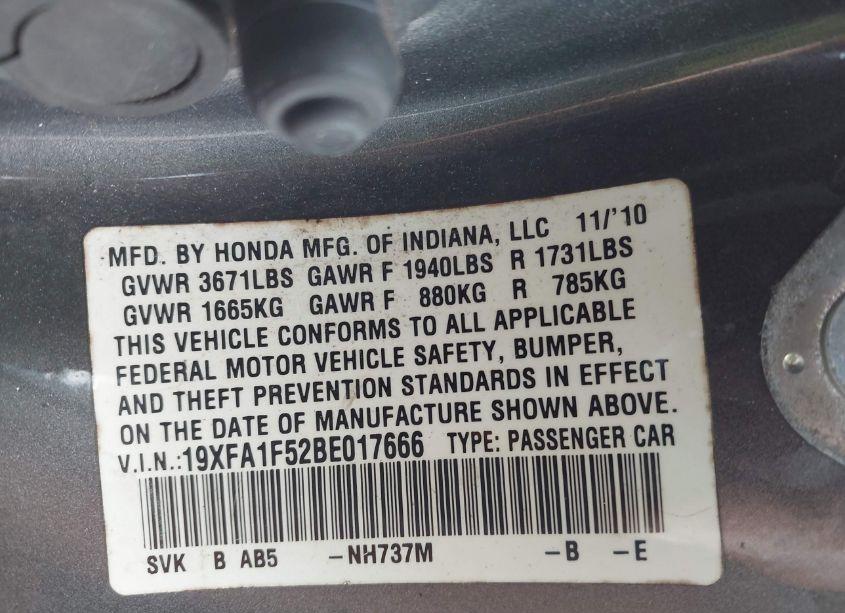 MFD. BY HONDA MFG. OF INDIANA, LLC 11/'10
GVWR 3671LBS GAWR F 1940LBS R 1731LBS
GVWR 1665KG GAWR F 880KG R 785KG
THIS VEHICLE CONFORMS TO ALL APPLICABLE
FEDERAL MOTOR VEHICLE SAFETY, BUMPER,
AND THEFT PREVENTION STANDARDS IN EFFECT
ON THE DATE OF MANUFACTURE SHOWN ABOVE.
V.I.N.:19XFA1F52BE017666 TYPE: PASSENGER CAR
SVK B AB5 -NH737M -B -E